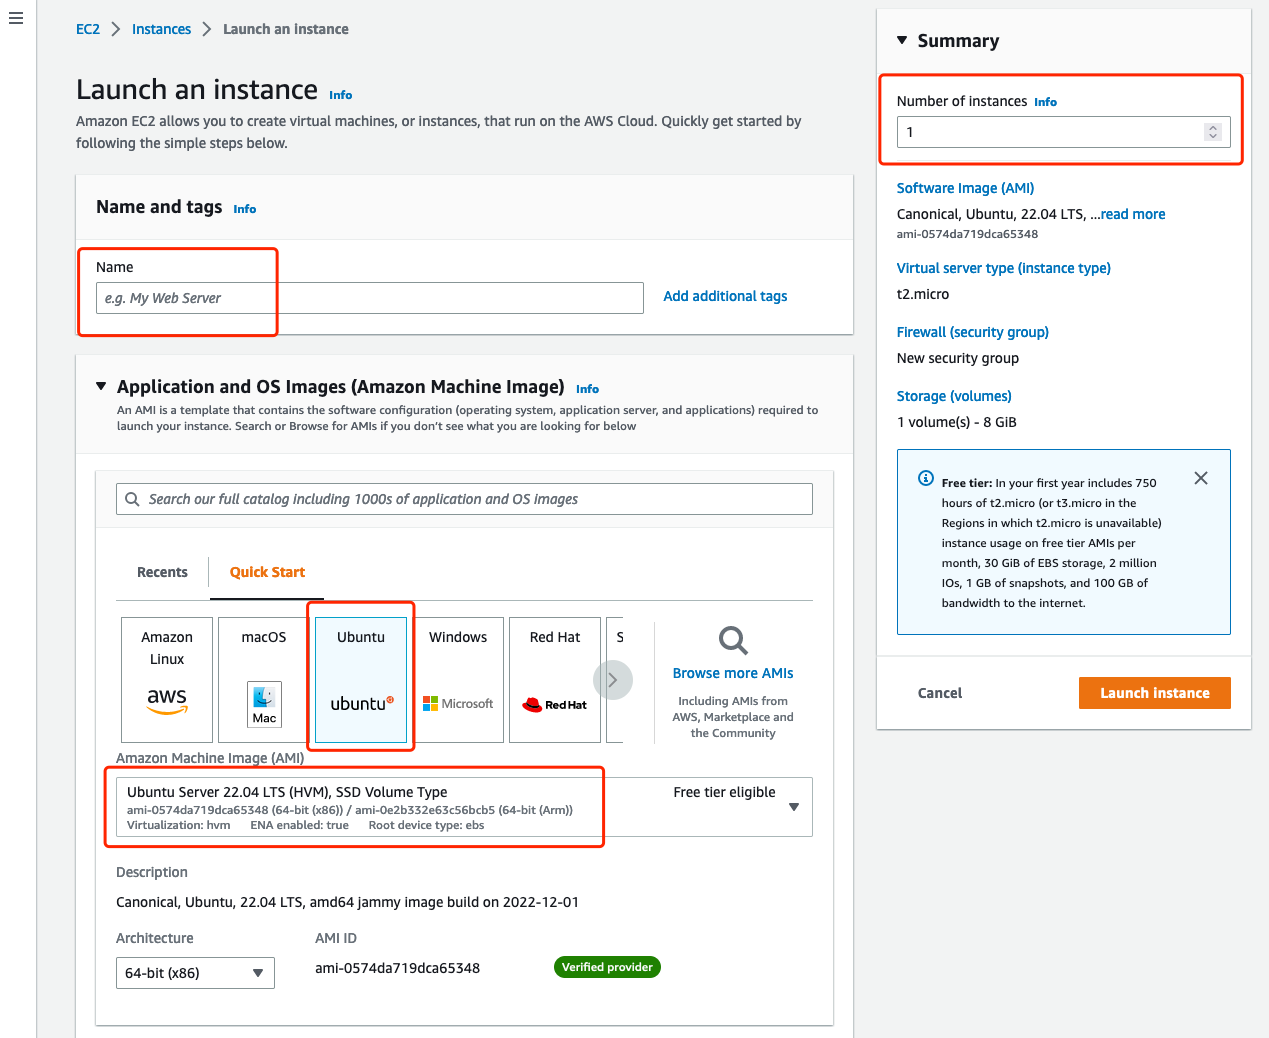 EC2 > Instances > Launch an instance
Launch an instance Info
Amazon EC2 allows you to create virtual machines, or instances, that run on the AWS Cloud. Quickly get started by
following the simple steps below.
Name and tags Info
Name
e.g. My Web Server
Add additional tags
Application and OS Images (Amazon Machine Image) Info
An AMI is a template that contains the software configuration (operating system, application server, and applications) required to
launch your instance. Search or Browse for AMIs if you don't see what you are looking for below
Search our full catalog including 1000s of application and OS images
Recents
Quick Start
Amazon
Linux
aws
macOS
Mac
Ubuntu
ubuntu
Windows
Microsoft
Red Hat
RedHat
S
Browse more AMIs
Including AMIs from
AWS, Marketplace and
the Community
Amazon Machine Image (AMI)
Ubuntu Server 22.04 LTS (HVM), SSD Volume Type
Free tier eligible
ami-0574da719dca65348 (64-bit (x86)) / ami-0e2b332e63c56bcb5 (64-bit (Arm))
Virtualization: hvm ENA enabled: true Root device type: ebs
Description
Canonical, Ubuntu, 22.04 LTS, amd64 jammy image build on 2022-12-01
Architecture
64-bit (x86)
AMI ID
ami-0574da719dca65348
Verified provider
Summary
Number of instances Info
1
Software Image (AMI)
Canonical, Ubuntu, 22.04 LTS, ...read more
ami-0574da719dca65348
Virtual server type (instance type)
t2.micro
Firewall (security group)
New security group
Storage (volumes)
1 volume(s) - 8 GiB
Free tier: In your first year includes 750
hours of t2.micro (or t3.micro in the
Regions in which t2.micro is unavailable)
instance usage on free tier AMIs per
month, 30 GiB of EBS storage, 2 million
IOs, 1 GB of snapshots, and 100 GB of
bandwidth to the internet.
Cancel
Launch instance